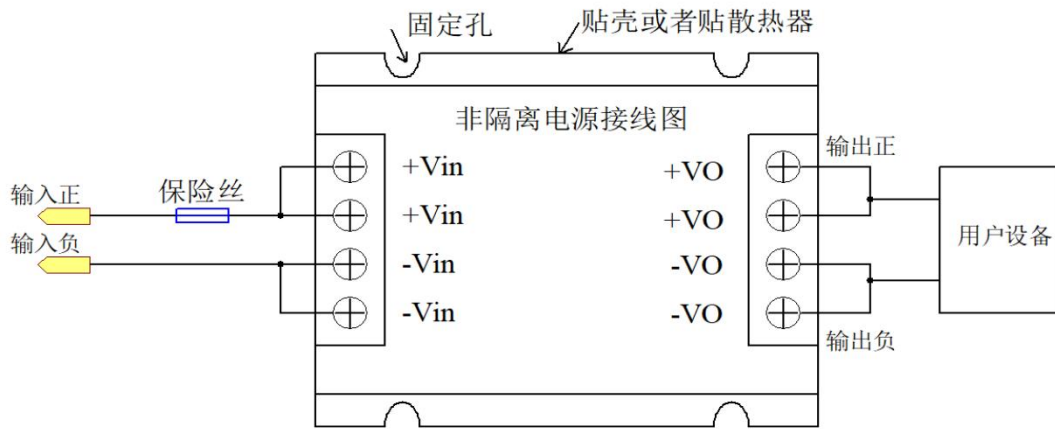 固定孔
贴壳或者贴散热器
非隔离电源接线图
输入正
保险丝
+Vin
+VO
输出正
+Vin
+VO
输入负
-Vin
-VO
用户设备
-Vin
-VO
输出负